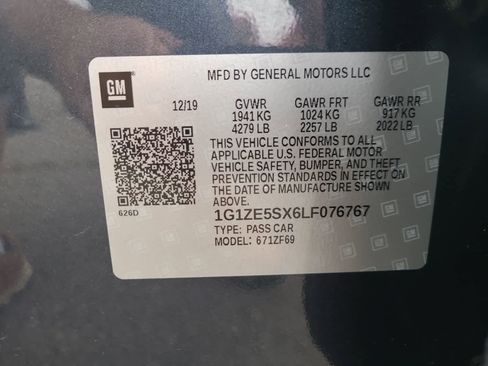 GM
MFD BY GENERAL MOTORS LLC
12/19 GVWR GAWR FRT GAWR RR
1941 KG 1024 KG 917 KG
4279 LB 2257 LB 2022 LB
THIS VEHICLE CONFORMS TO ALL
APPLICABLE U.S. FEDERAL MOTOR
VEHICLE SAFETY, BUMPER, AND THEFT
PREVENTION STANDARDS IN EFFECT ON
THE DATE OF MANUFACTURE SHOWN
ABOVE.
1G1ZE5SX6LF076767
626D
TYPE: PASS CAR
MODEL: 671ZF69